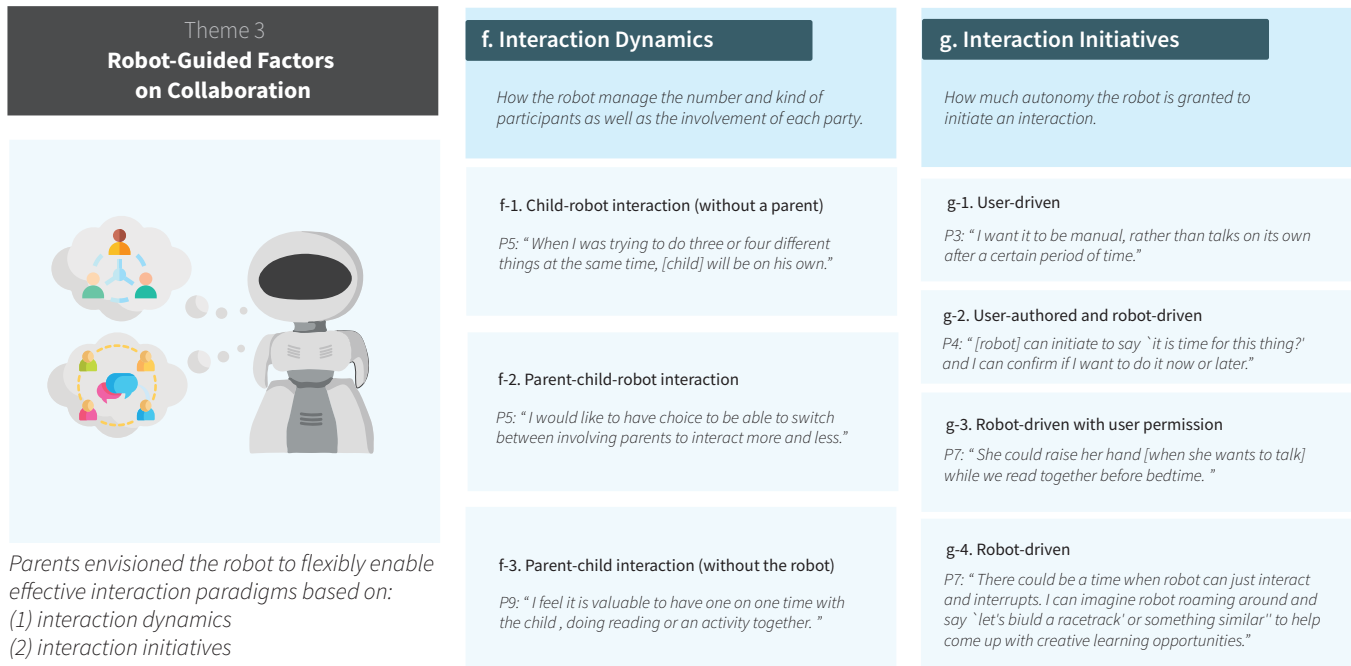 Theme 3
Robot-Guided Factors
on Collaboration
Parents envisioned the robot to flexibly enable
effective interaction paradigms based on:
(1) interaction dynamics
(2) interaction initiatives
f. Interaction Dynamics
How the robot manage the number and kind of
participants as well as the involvement of each party.
f-1. Child-robot interaction (without a parent)
P5: “ When I was trying to do three or four different
things at the same time, [child] will be on his own.”
f-2. Parent-child-robot interaction
P5: “ I would like to have choice to be able to switch
between involving parents to interact more and less.”
f-3. Parent-child interaction (without the robot)
P9: “ I feel it is valuable to have one on one time with
the child , doing reading or an activity together. ”
g. Interaction Initiatives
How much autonomy the robot is granted to
initiate an interaction.
g-1. User-driven
P3: “ I want it to be manual, rather than talks on its own
after a certain period of time.”
g-2. User-authored and robot-driven
P4: “ [robot] can initiate to say `it is time for this thing?'
and I can confirm if I want to do it now or later.”
g-3. Robot-driven with user permission
P7: “ She could raise her hand [when she wants to talk]
while we read together before bedtime. ”
g-4. Robot-driven
P7: “ There could be a time when robot can just interact
and interrupts. I can imagine robot roaming around and
say `let's biuld a racetrack' or something similar'' to help
come up with creative learning opportunities.”